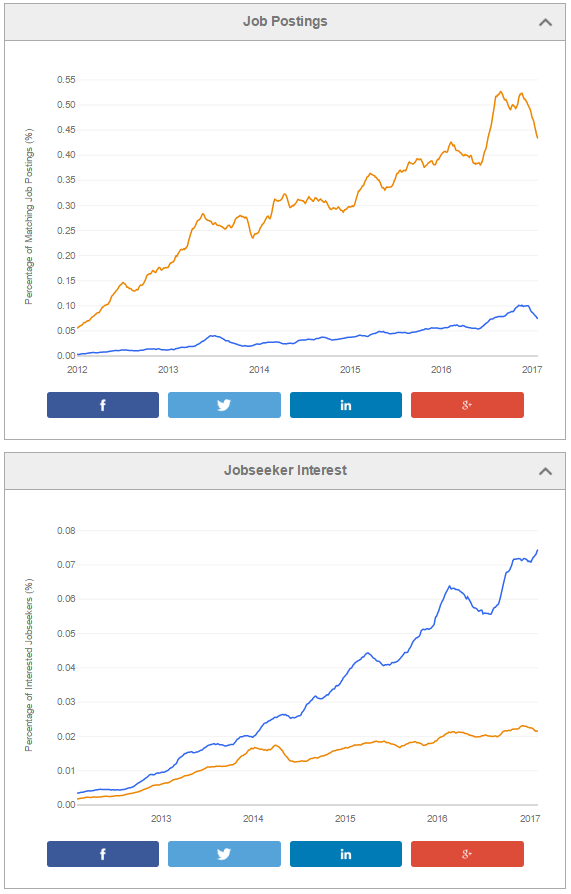 Job Postings
Percentage of Matching Job Postings (%)
0.55
0.50
0.45
0.40
0.35
0.30
0.25
0.20
0.15
0.10
0.05
0.00
2012 2013 2014 2015 2016 2017
f in g+
Jobseeker Interest
Percentage of Interested Jobseekers (%)
0.08
0.07
0.06
0.05
0.04
0.03
0.02
0.01
0.00
2013 2014 2015 2016 2017
f in g+